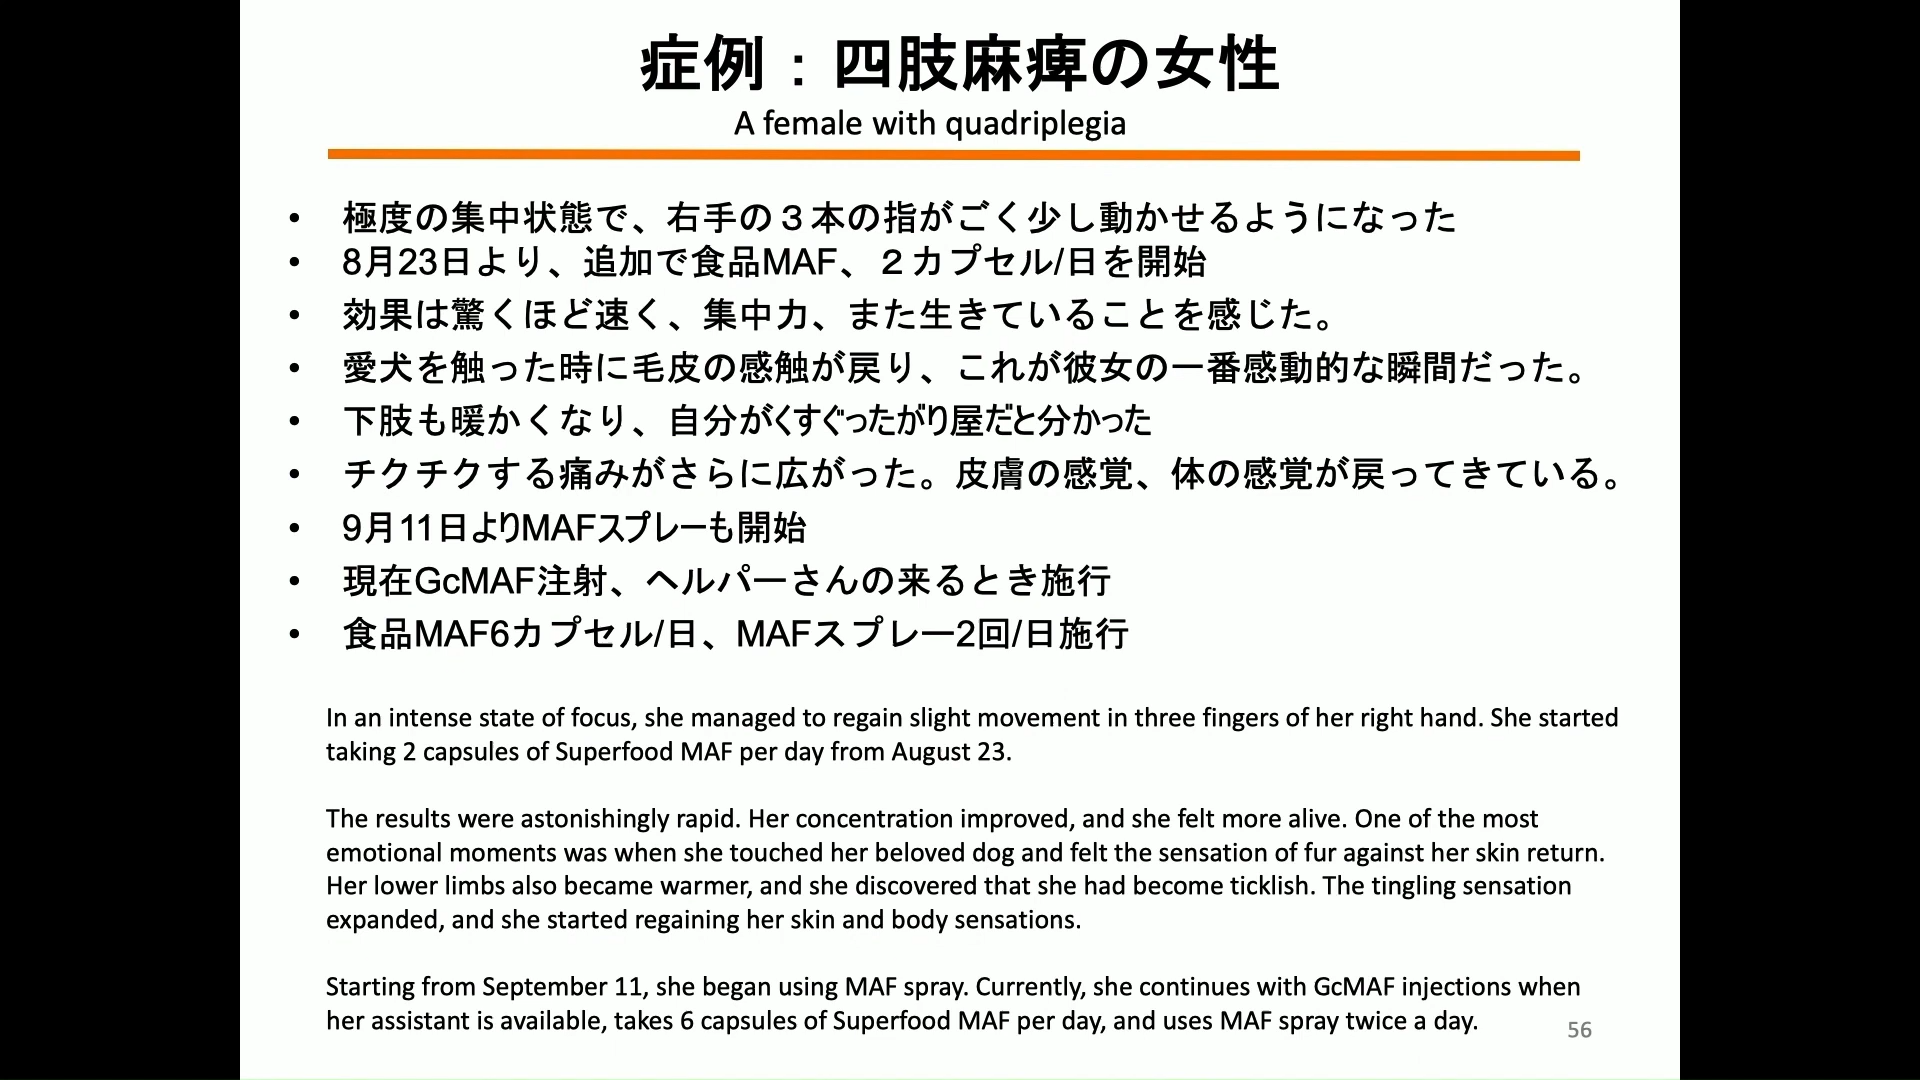 症例：四肢麻痺の女性
A female with quadriplegia
• 極度の集中状態で、右手の３本の指がごく少し動かせるようになった
• 8月23日より、追加で食品MAF、２カプセル/日を開始
• 効果は驚くほど速く、集中力、また生きていることを感じた。
• 愛犬を触った時に毛皮の感触が戻り、これが彼女の一番感動的な瞬間だった。
• 下肢も暖かくなり、自分がくすぐったがり屋だと分かった
• チクチクする痛みがさらに広がった。皮膚の感覚、体の感覚が戻ってきている。
• 9月11日よりMAFスプレーも開始
• 現在GcMAF注射、ヘルパーさんの来るとき施行
• 食品MAF6カプセル/日、MAFスプレー2回/日施行
In an intense state of focus, she managed to regain slight movement in three fingers of her right hand. She started
taking 2 capsules of Superfood MAF per day from August 23.
The results were astonishingly rapid. Her concentration improved, and she felt more alive. One of the most
emotional moments was when she touched her beloved dog and felt the sensation of fur against her skin return.
Her lower limbs also became warmer, and she discovered that she had become ticklish. The tingling sensation
expanded, and she started regaining her skin and body sensations.
Starting from September 11, she began using MAF spray. Currently, she continues with GcMAF injections when
her assistant is available, takes 6 capsules of Superfood MAF per day, and uses MAF spray twice a day.
56